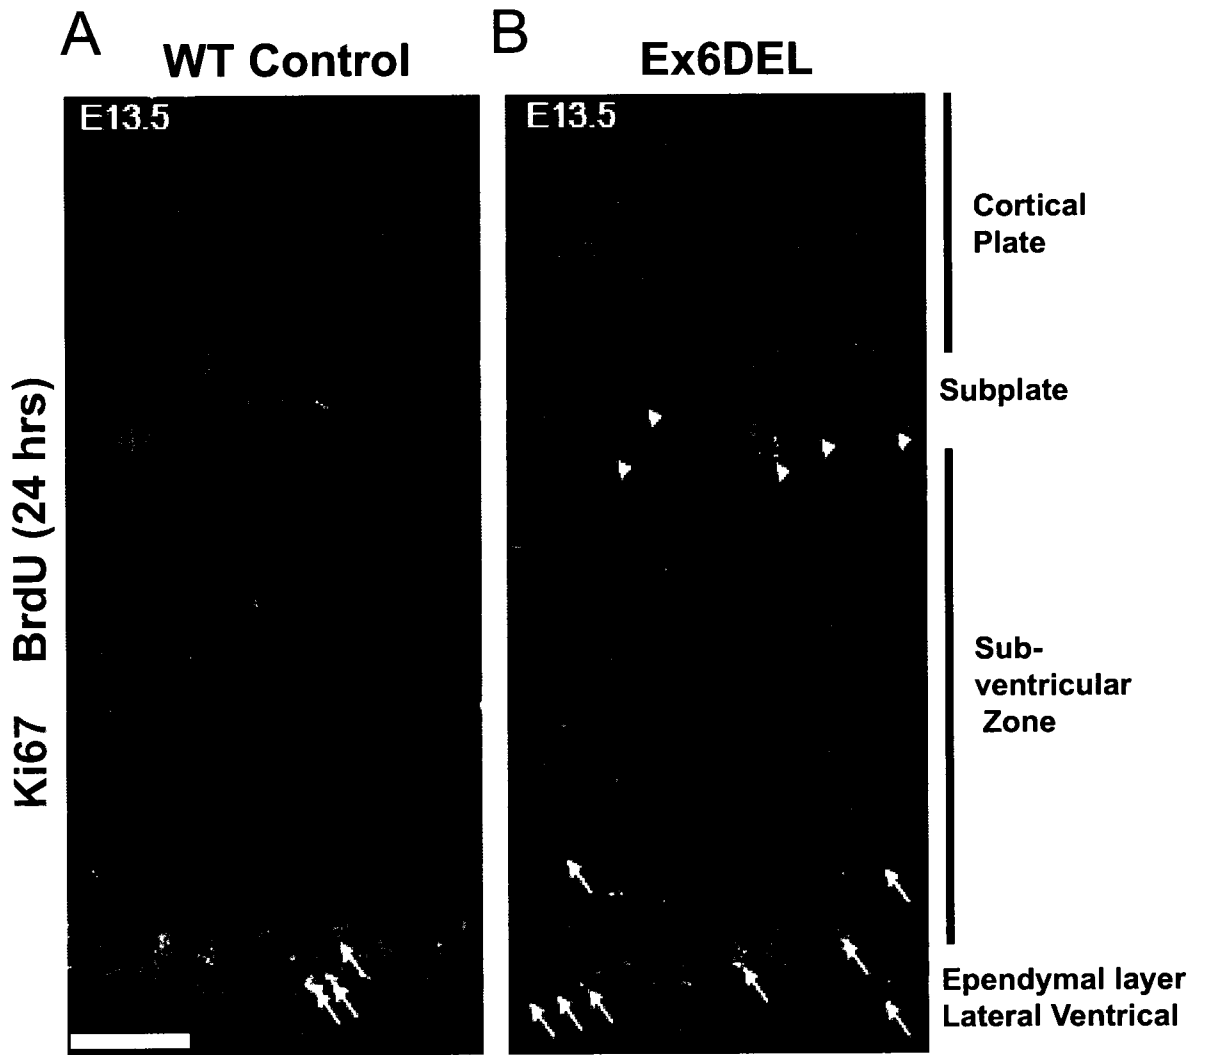 A
WT Control
B
Ex6DEL
E13.5
E13.5
Ki67 BrdU (24 hrs)
Cortical
Plate
Subplate
Sub-
ventricular
Zone
Ependymal layer
Lateral Ventrical